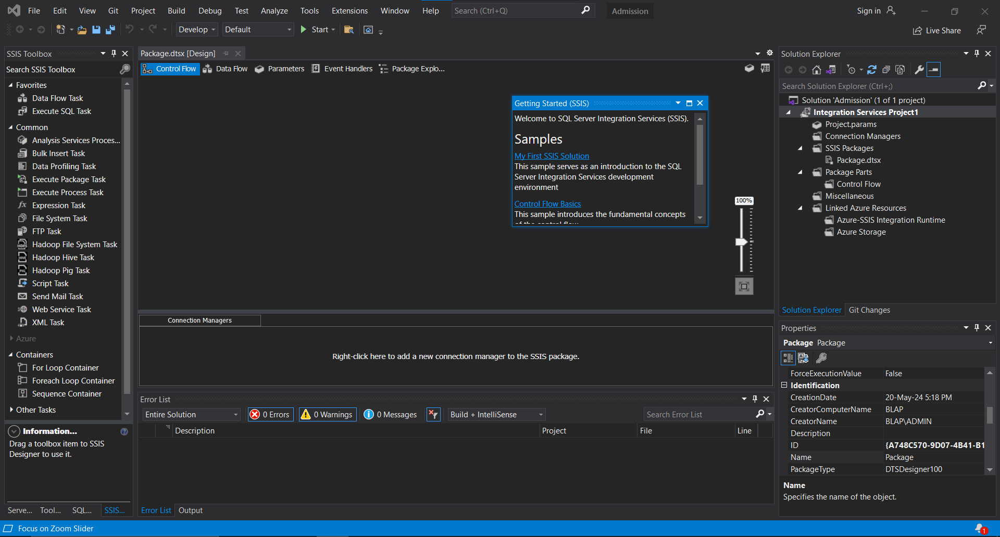 File Edit View Git Project Build Debug Test Analyze Tools Extensions Window Help Search (Ctrl+Q) Admission Sign in
Develop Default Start Live Share
SSIS Toolbox
Search SSIS Toolbox
Favorites
Data Flow Task
Execute SQL Task
Common
Analysis Services Proces...
Bulk Insert Task
Data Profiling Task
Execute Package Task
Execute Process Task
Expression Task
File System Task
FTP Task
Hadoop File System Task
Hadoop Hive Task
Hadoop Pig Task
Script Task
Send Mail Task
Web Service Task
XML Task
Azure
Containers
For Loop Container
Foreach Loop Container
Sequence Container
Other Tasks
Information...
Drag a toolbox item to SSIS
Designer to use it.
Serve... Tool... SQL... SSIS...
Package.dtsx [Design]
Control Flow Data Flow Parameters Event Handlers Package Explo...
Getting Started (SSIS)
Welcome to SQL Server Integration Services (SSIS).
Samples
My First SSIS Solution
This sample serves as an introduction to the SQL
Server Integration Services development
environment
Control Flow Basics
This sample introduces the fundamental concepts
of the control flow
100%
Connection Managers
Right-click here to add a new connection manager to the SSIS package.
Error List
Entire Solution 0 Errors 0 Warnings 0 Messages Build + IntelliSense Search Error List
Description Project File Line
Error List Output
Solution Explorer
Search Solution Explorer (Ctrl+;)
Solution 'Admission' (1 of 1 project)
Integration Services Project1
Project.params
Connection Managers
SSIS Packages
Package.dtsx
Package Parts
Control Flow
Miscellaneous
Linked Azure Resources
Azure-SSIS Integration Runtime
Azure Storage
Solution Explorer Git Changes
Properties
Package Package
ForceExecutionValue False
Identification
CreationDate 20-May-24 5:18 PM
CreatorComputerName BLAP
CreatorName BLAP\ADMIN
Description
ID {A748C570-9D07-4B41-B1
Name Package
PackageType DTSDesigner100
Name
Specifies the name of the object.
Focus on Zoom Slider 1